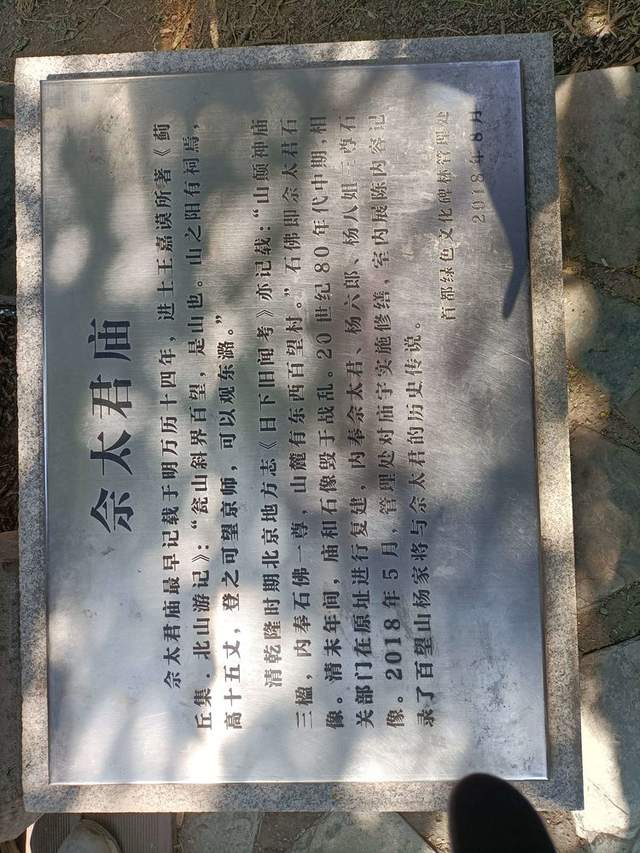 佘太君庙
佘太君庙最早记载于明万历十四年，进士王嘉谟所著《蓟
丘集·北山游记》：“瓮山斜界百望，是山也。山之阳有祠焉，
高十五丈，登之可望京师，可以观东潞。”
清乾隆时期北京地方志《日下旧闻考》亦记载：“山巅神庙
三楹，内奉石佛一尊，山麓有东西百望村。”石佛即佘太君石
像。清末年间，庙和石像毁于战乱。20世纪80年代中期，相
关部门在原址进行复建，内奉佘太君、杨六郎、杨八姐三尊石
像。2018年5月，管理处对庙宇实施修缮，室内展陈内容记
录了百望山杨家将与佘太君的历史传说。
首都绿色文化碑林管理处
2018年8月